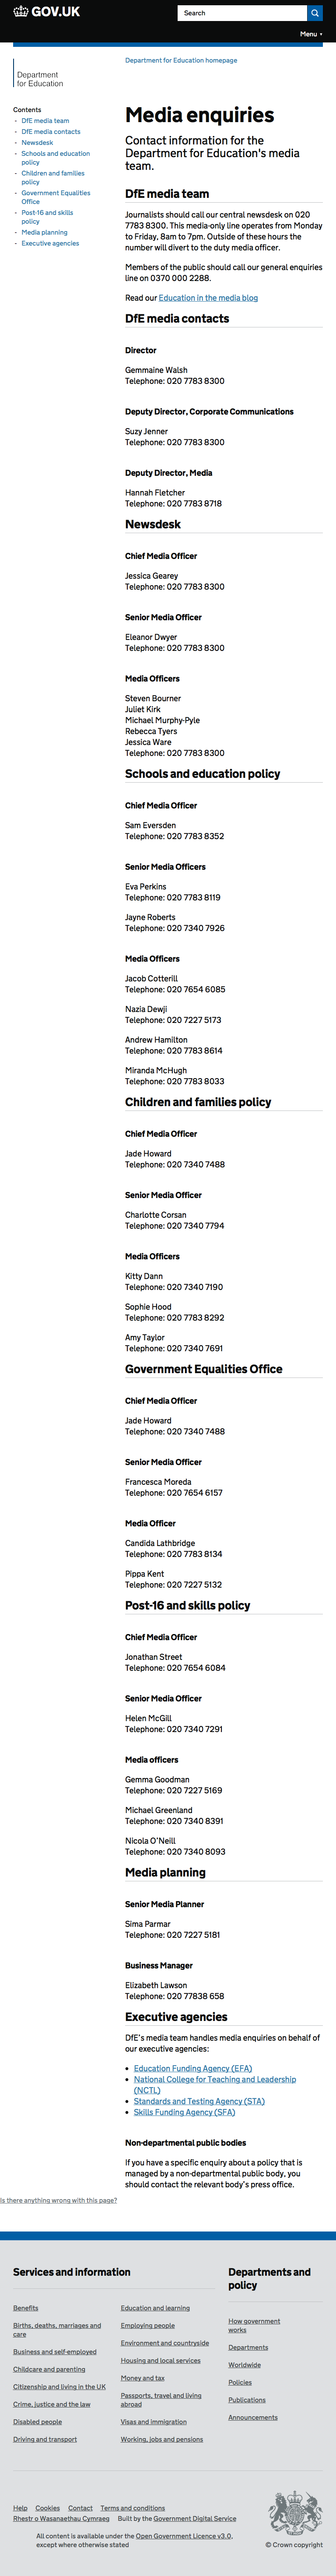 GOV.UK
Search
Menu
Department
for Education
Contents
- DfE media team
- DfE media contacts
- Newsdesk
- Schools and education
policy
- Children and families
policy
- Government Equalities
Office
- Post-16 and skills
policy
- Media planning
- Executive agencies
Department for Education homepage
Media enquiries
Contact information for the
Department for Education's media
team.
DfE media team
Journalists should call our central newsdesk on 020
7783 8300. This media-only line operates from Monday
to Friday, 8am to 7pm. Outside of these hours the
number will divert to the duty media officer.
Members of the public should call our general enquiries
line on 0370 000 2288.
Read our Education in the media blog
DfE media contacts
Director
Gemmaine Walsh
Telephone: 020 7783 8300
Deputy Director, Corporate Communications
Suzy Jenner
Telephone: 020 7783 8300
Deputy Director, Media
Hannah Fletcher
Telephone: 020 7783 8718
Newsdesk
Chief Media Officer
Jessica Gearey
Telephone: 020 7783 8300
Senior Media Officer
Eleanor Dwyer
Telephone: 020 7783 8300
Media Officers
Steven Bourner
Juliet Kirk
Michael Murphy-Pyle
Rebecca Tyers
Jessica Ware
Telephone: 020 7783 8300
Schools and education policy
Chief Media Officer
Sam Eversden
Telephone: 020 7783 8352
Senior Media Officers
Eva Perkins
Telephone: 020 7783 8119
Jayne Roberts
Telephone: 020 7340 7926
Media Officers
Jacob Cotterill
Telephone: 020 7654 6085
Nazia Dewji
Telephone: 020 7227 5173
Andrew Hamilton
Telephone: 020 7783 8614
Miranda McHugh
Telephone: 020 7783 8033
Children and families policy
Chief Media Officer
Jade Howard
Telephone: 020 7340 7488
Senior Media Officer
Charlotte Corsan
Telephone: 020 7340 7794
Media Officers
Kitty Dann
Telephone: 020 7340 7190
Sophie Hood
Telephone: 020 7783 8292
Amy Taylor
Telephone: 020 7340 7691
Government Equalities Office
Chief Media Officer
Jade Howard
Telephone: 020 7340 7488
Senior Media Officer
Francesca Moreda
Telephone: 020 7654 6157
Media Officer
Candida Lathbridge
Telephone: 020 7783 8134
Pippa Kent
Telephone: 020 7227 5132
Post-16 and skills policy
Chief Media Officer
Jonathan Street
Telephone: 020 7654 6084
Senior Media Officer
Helen McGill
Telephone: 020 7340 7291
Media officers
Gemma Goodman
Telephone: 020 7227 5169
Michael Greenland
Telephone: 020 7340 8391
Nicola O'Neill
Telephone: 020 7340 8093
Media planning
Senior Media Planner
Sima Parmar
Telephone: 020 7227 5181
Business Manager
Elizabeth Lawson
Telephone: 020 77838 658
Executive agencies
DfE's media team handles media enquiries on behalf of
our executive agencies:
• Education Funding Agency (EFA)
• National College for Teaching and Leadership
(NCTL)
• Standards and Testing Agency (STA)
• Skills Funding Agency (SFA)
Non-departmental public bodies
If you have a specific enquiry about a policy that is
managed by a non-departmental public body, you
should contact the relevant body's press office.
Is there anything wrong with this page?
Services and information
Benefits
Births, deaths, marriages and
care
Business and self-employed
Childcare and parenting
Citizenship and living in the UK
Crime, justice and the law
Disabled people
Driving and transport
Education and learning
Employing people
Environment and countryside
Housing and local services
Money and tax
Passports, travel and living
abroad
Visas and immigration
Working, jobs and pensions
Departments and
policy
How government
works
Departments
Worldwide
Policies
Publications
Announcements
Help Cookies Contact Terms and conditions
Rhestr o Wasanaethau Cymraeg Built by the Government Digital Service
All content is available under the Open Government Licence v3.0,
except where otherwise stated
© Crown copyright